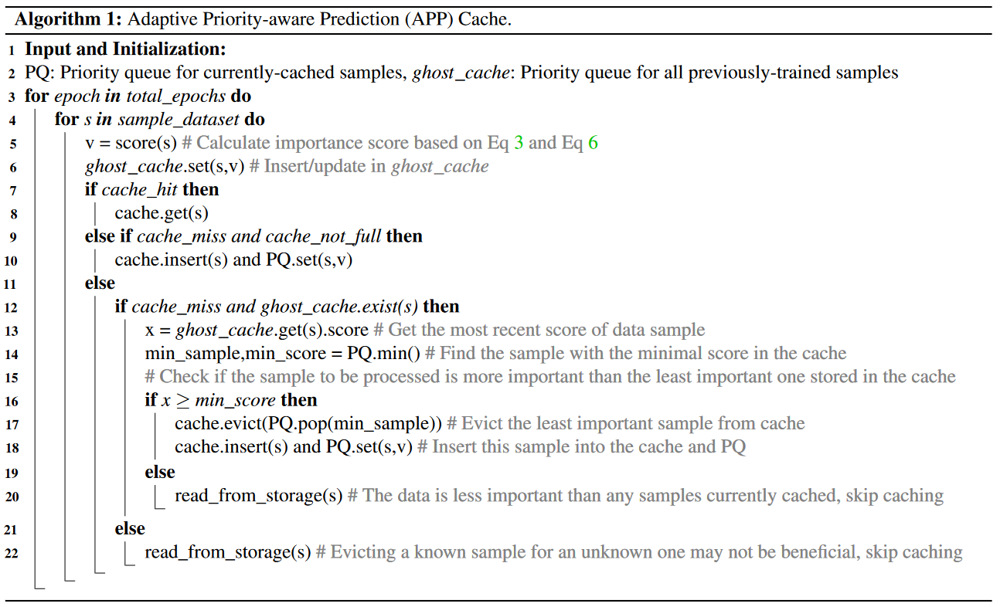 Algorithm 1: Adaptive Priority-aware Prediction (APP) Cache.
1 Input and Initialization:
2 PQ: Priority queue for currently-cached samples, ghost_cache: Priority queue for all previously-trained samples
3 for epoch in total_epochs do
4 for s in sample_dataset do
5 v = score(s) # Calculate importance score based on Eq 3 and Eq 6
6 ghost_cache.set(s,v) # Insert/update in ghost_cache
7 if cache_hit then
8 cache.get(s)
9 else if cache_miss and cache_not_full then
10 cache.insert(s) and PQ.set(s,v)
11 else
12 if cache_miss and ghost_cache.exist(s) then
13 x = ghost_cache.get(s).score # Get the most recent score of data sample
14 min_sample,min_score = PQ.min() # Find the sample with the minimal score in the cache
15 # Check if the sample to be processed is more important than the least important one stored in the cache
16 if x ≥ min_score then
17 cache.evict(PQ.pop(min_sample)) # Evict the least important sample from cache
18 cache.insert(s) and PQ.set(s,v) # Insert this sample into the cache and PQ
19 else
20 read_from_storage(s) # The data is less important than any samples currently cached, skip caching
21 else
22 read_from_storage(s) # Evicting a known sample for an unknown one may not be beneficial, skip caching